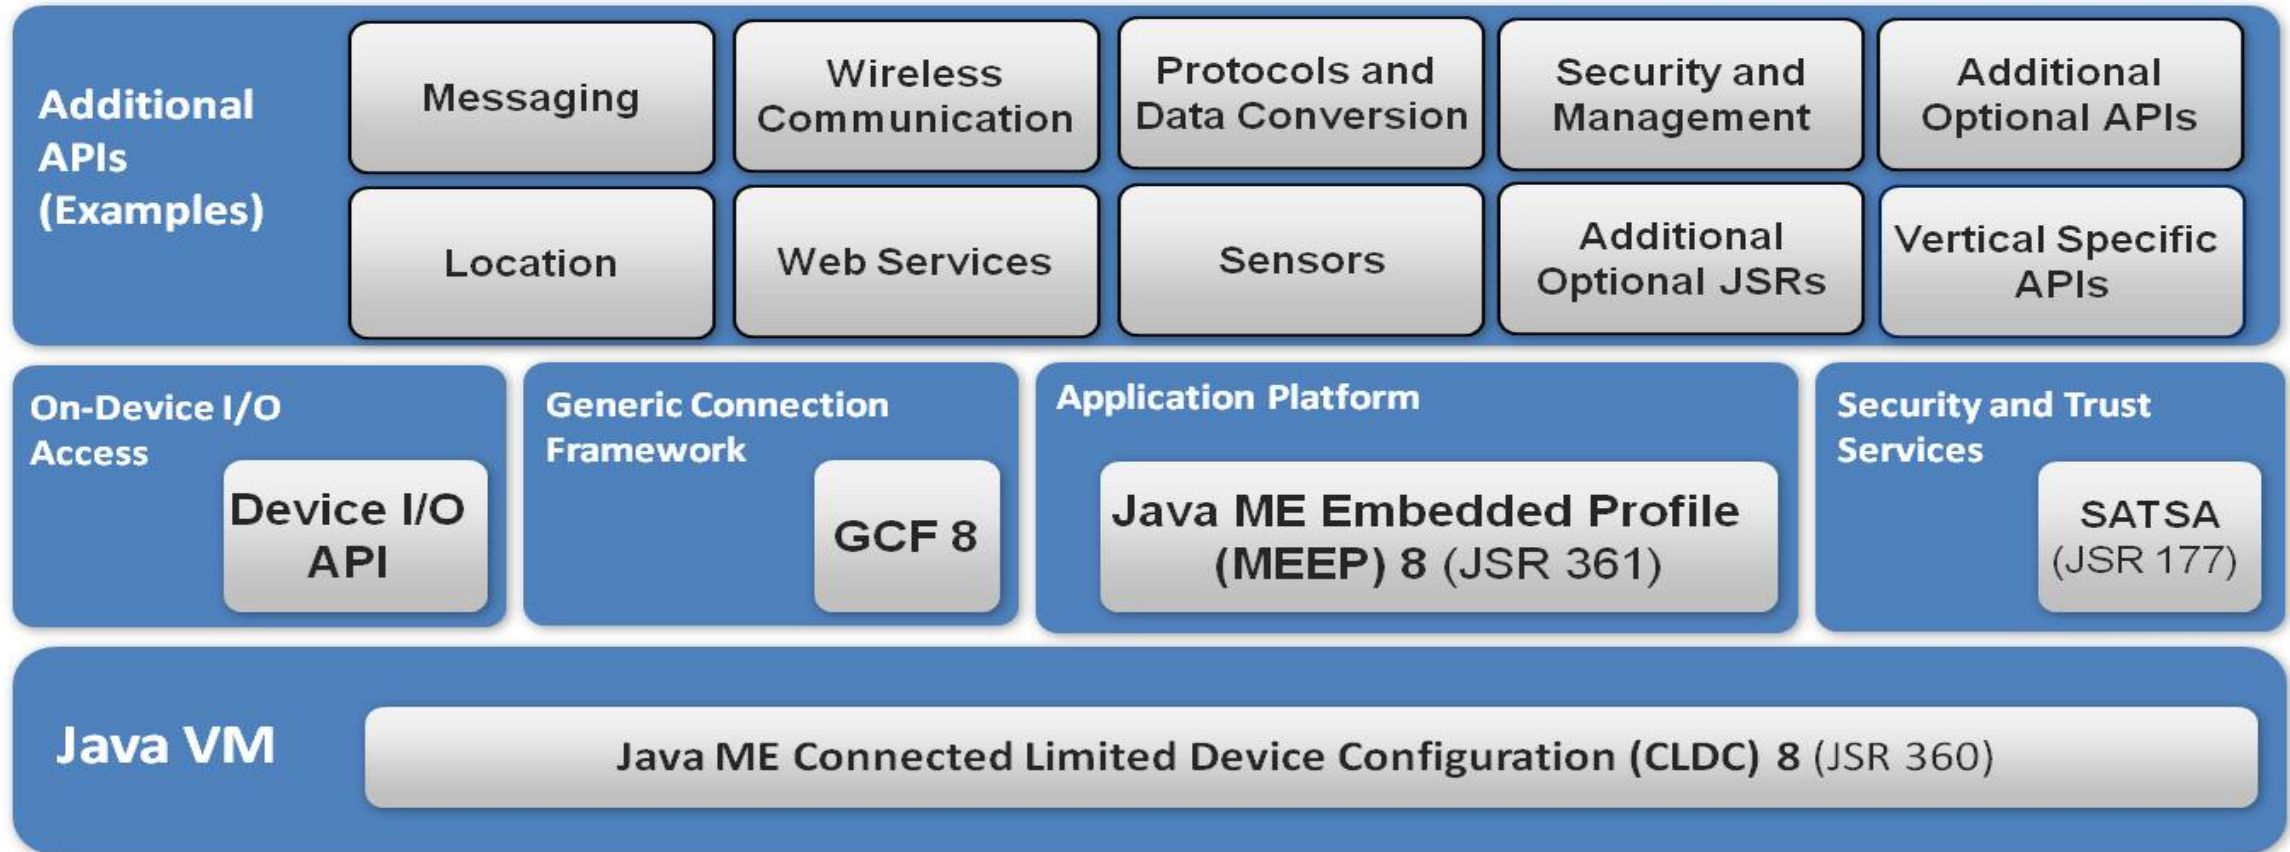 Additional
APIs
(Examples)
Messaging
Wireless
Communication
Protocols and
Data Conversion
Security and
Management
Additional
Optional APIs
Location
Web Services
Sensors
Additional
Optional JSRs
Vertical Specific
APIs
On-Device I/O
Access
Device I/O
API
Generic Connection
Framework
GCF 8
Application Platform
Java ME Embedded Profile
(MEEP) 8 (JSR 361)
Security and Trust
Services
SATSA
(JSR 177)
Java VM
Java ME Connected Limited Device Configuration (CLDC) 8 (JSR 360)